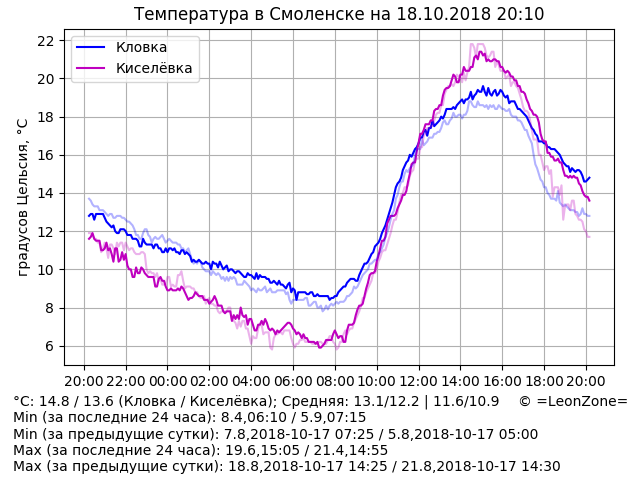 Температура в Смоленске на 18.10.2018 20:10
градусов Цельсия, °C
Кловка
Киселёвка
22
20
18
16
14
12
10
8
6
20:00 22:00 00:00 02:00 04:00 06:00 08:00 10:00 12:00 14:00 16:00 18:00 20:00
°C: 14.8 / 13.6 (Кловка / Киселёвка); Средняя: 13.1/12.2 | 11.6/10.9 © =LeonZone=
Min (за последние 24 часа): 8.4,06:10 / 5.9,07:15
Min (за предыдущие сутки): 7.8,2018-10-17 07:25 / 5.8,2018-10-17 05:00
Max (за последние 24 часа): 19.6,15:05 / 21.4,14:55
Max (за предыдущие сутки): 18.8,2018-10-17 14:25 / 21.8,2018-10-17 14:30